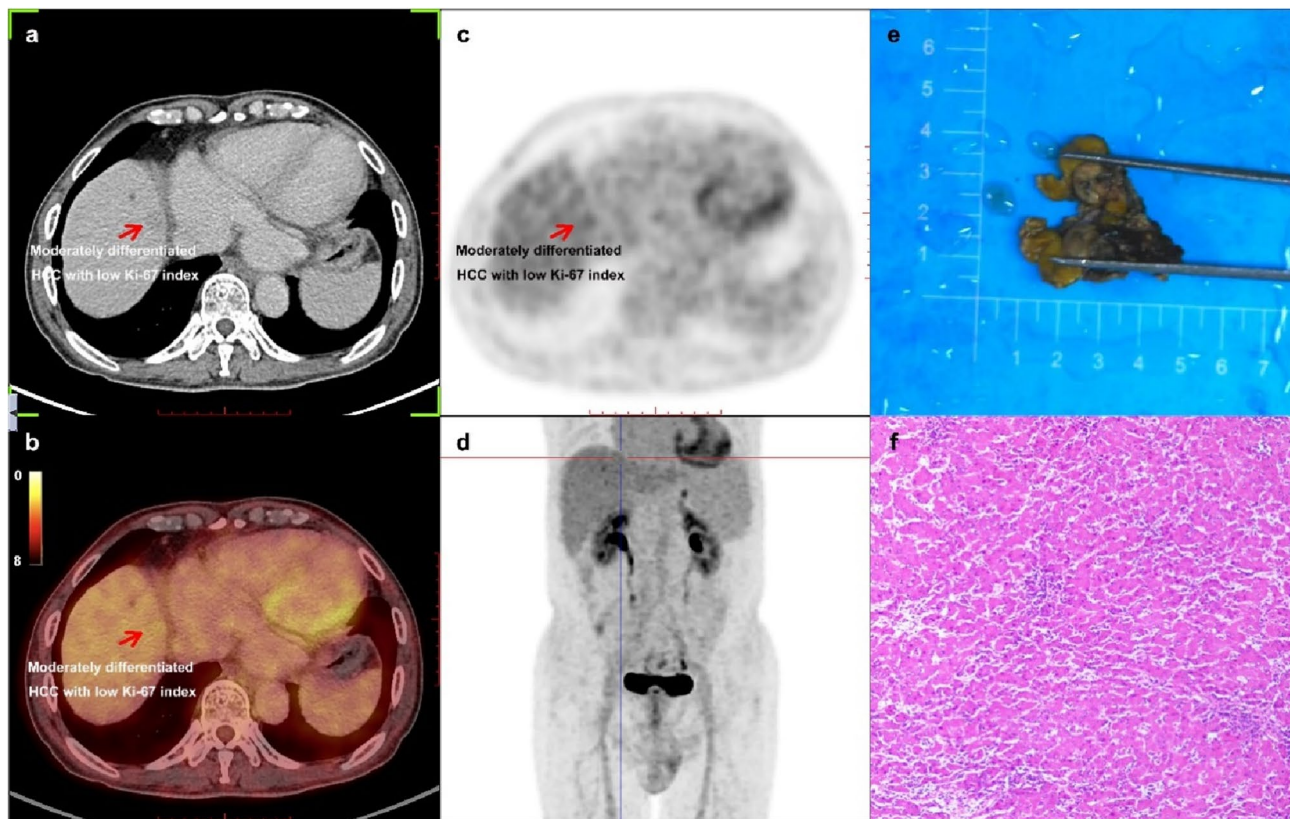 a
Moderately differentiated
HCC with low Ki-67 index
b
0
8
Moderately differentiated
HCC with low Ki-67 index
c
Moderately differentiated
HCC with low Ki-67 index
d
e
6
5
4
3
2
1
1 2 3 4 5 6 7
f